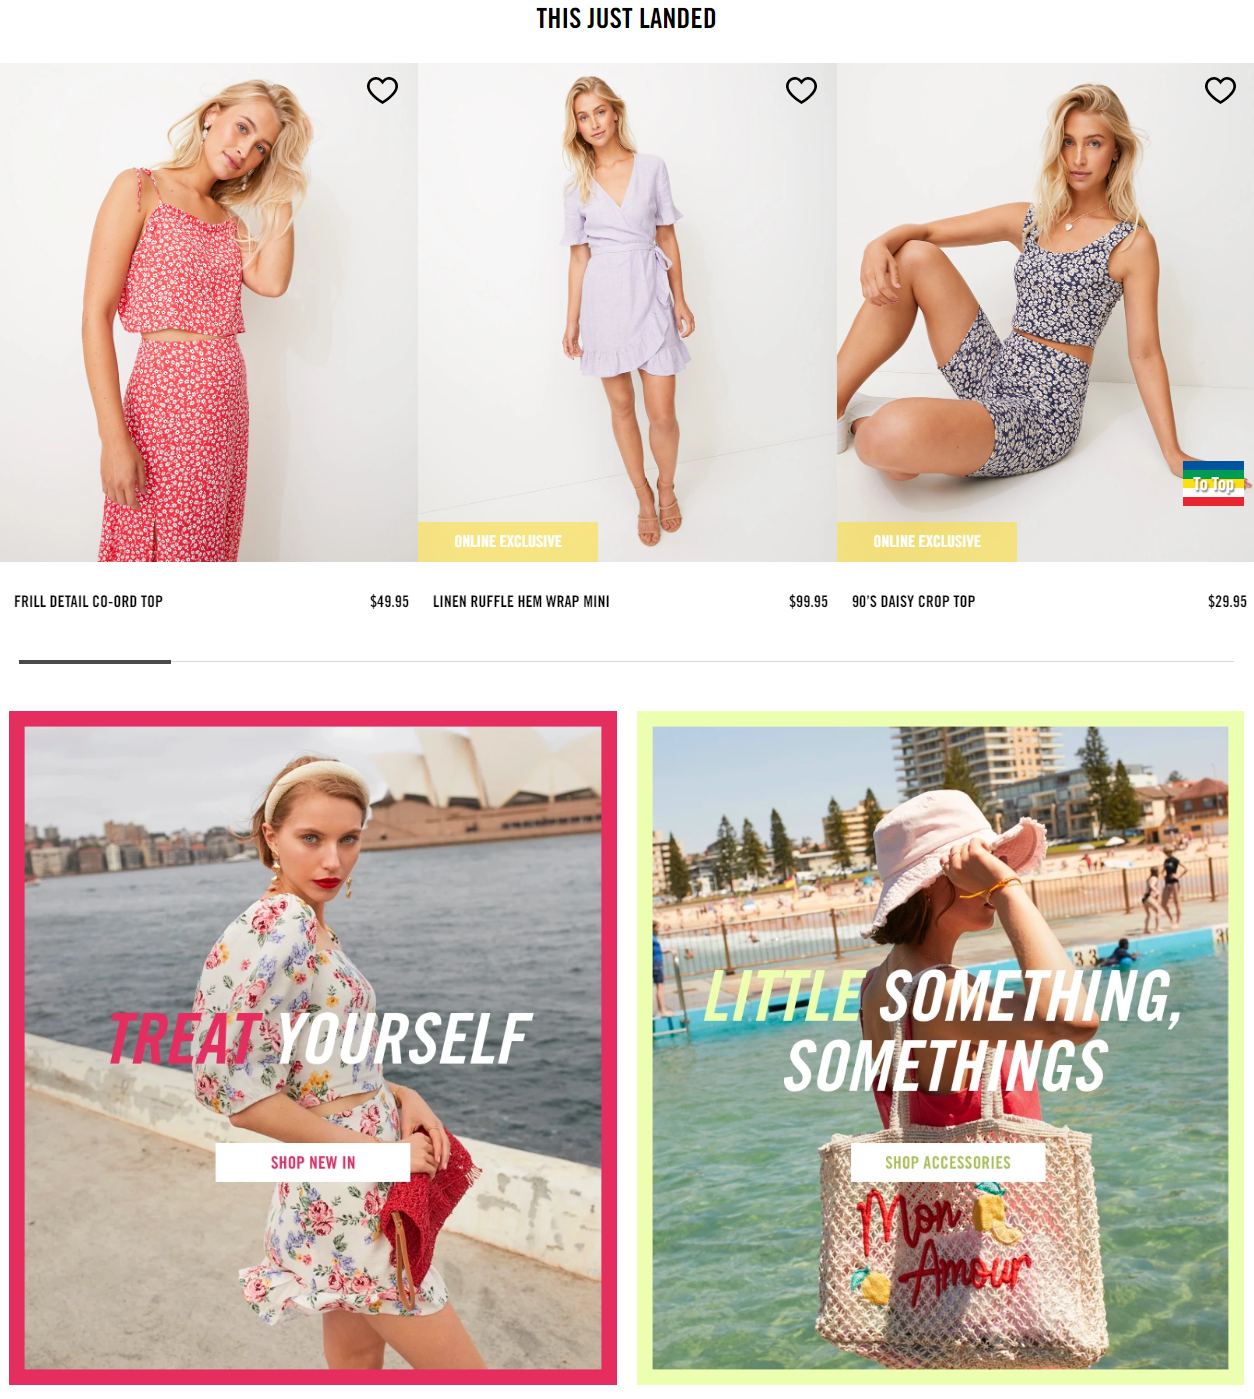 THIS JUST LANDED
ONLINE EXCLUSIVE
ONLINE EXCLUSIVE
To Top
FRILL DETAIL CO-ORD TOP
$49.95
LINEN RUFFLE HEM WRAP MINI
$99.95
90'S DAISY CROP TOP
$29.95
TREAT YOURSELF
SHOP NEW IN
33
LITTLE SOMETHING,
SOMETHINGS
SHOP ACCESSORIES
Mon
Amour